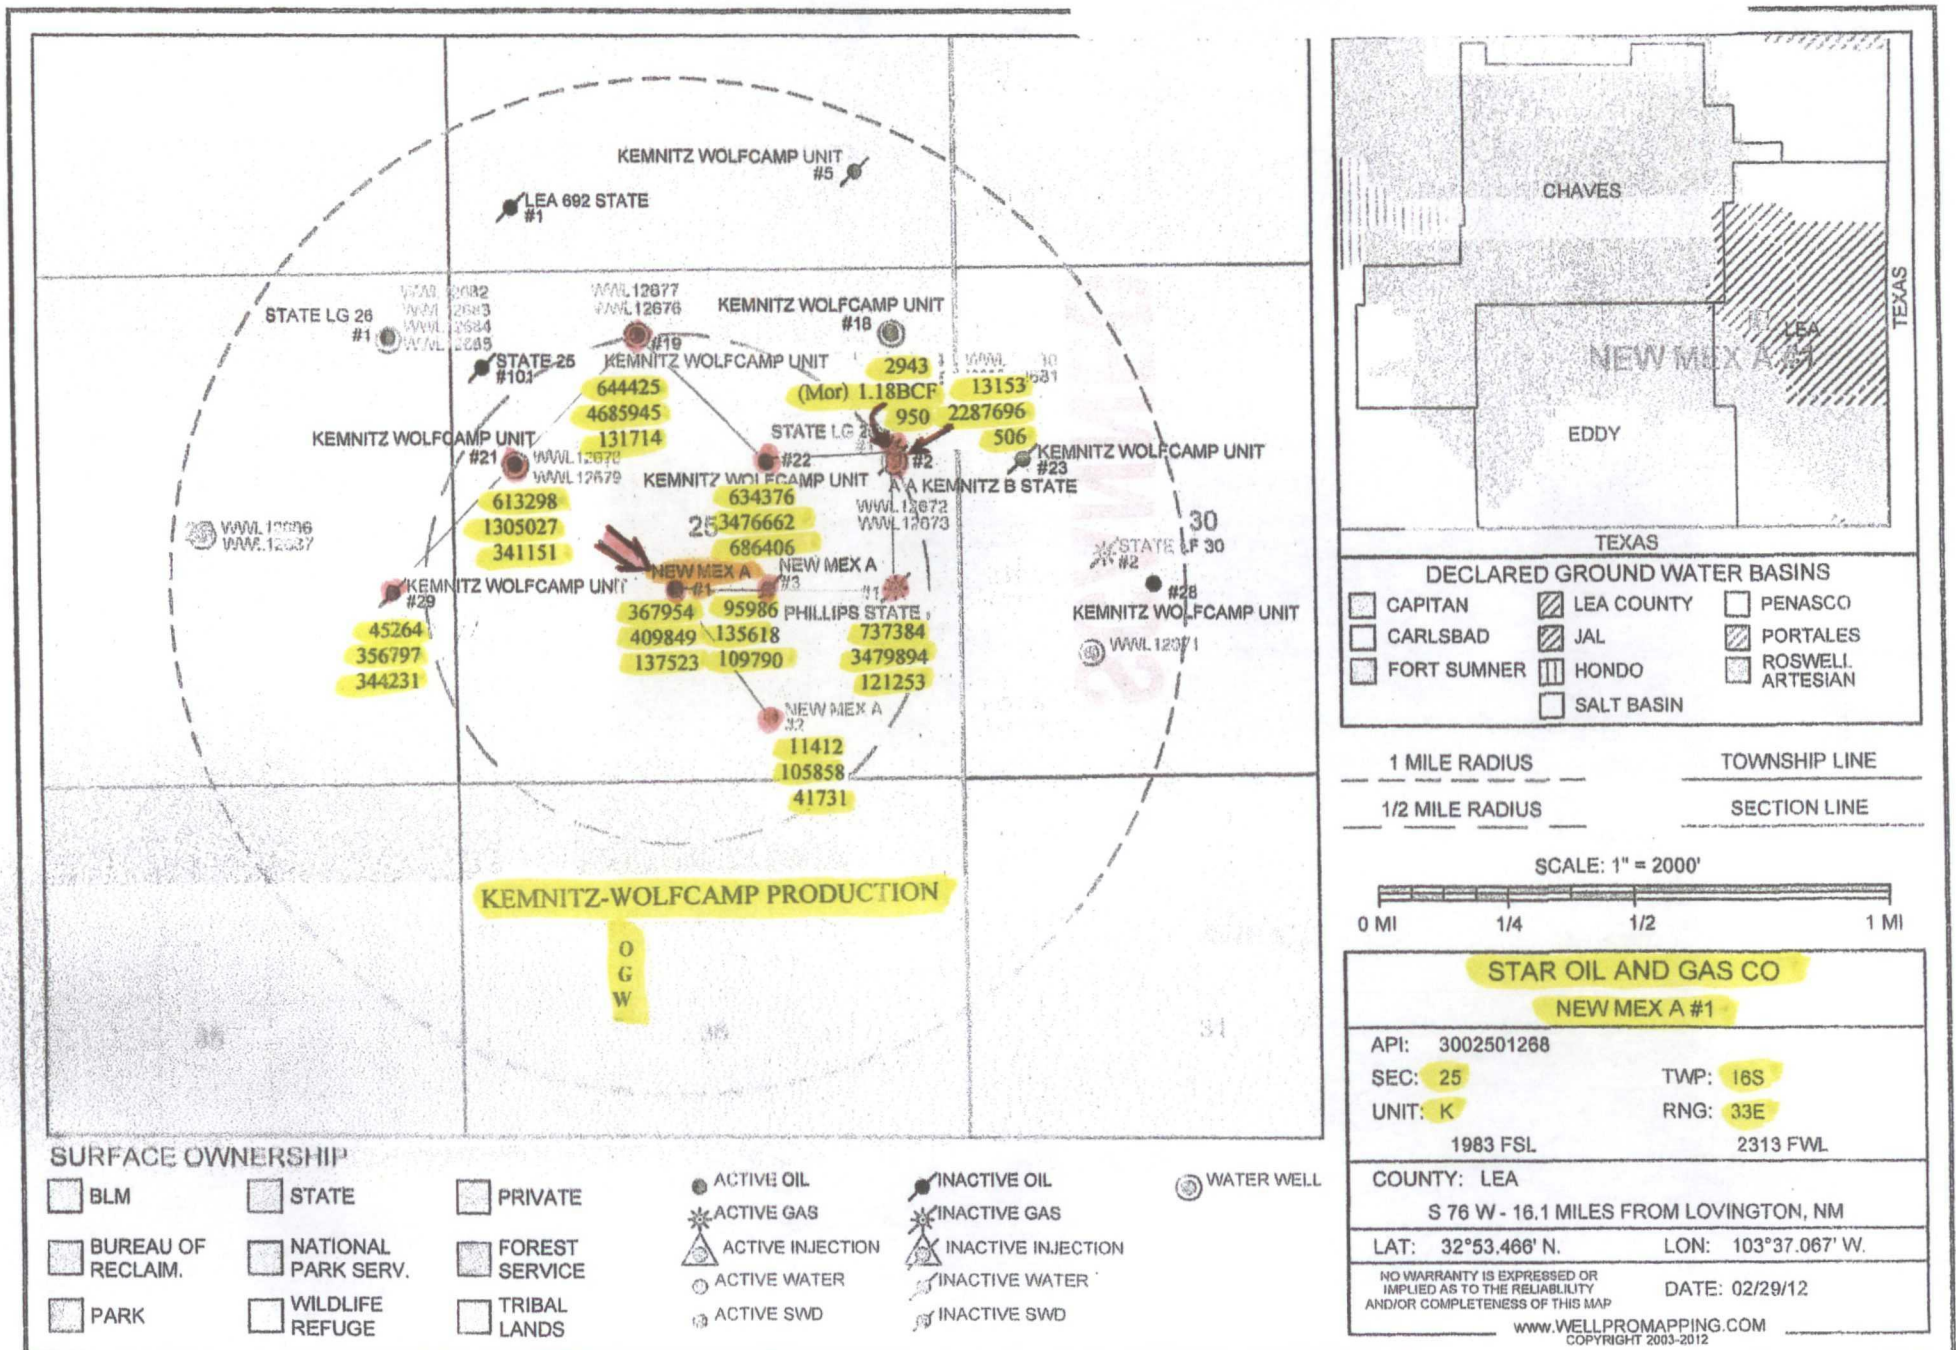 KEMNITZ WOLFCAMP UNIT
#5
LEA 692 STATE
#1
STATE LG 26
#1
WWL12677
WWL12676
#19
KEMNITZ WOLFCAMP UNIT
644425
4685945
131714
STATE 25
KEMNITZ WOLFCAMP UNIT
#18
2943
(Mor) 1.18BCF
950
13153
2287696
506
STATE LG
#2
A A KEMNITZ B STATE
WWL12672
WWL12673
KEMNITZ WOLFCAMP UNIT
#23
KEMNITZ WOLFCAMP UNIT
#21
WWL12678
WWL12679
613298
1305027
341151
#22
KEMNITZ WOLFCAMP UNIT
634376
3476662
686406
25
30
STATE LF 30
#2
#28
KEMNITZ WOLFCAMP UNIT
WWL12671
KEMNITZ WOLFCAMP UNIT
#29
45264
356797
344231
NEW MEX A
#1
367954
409849
137523
NEW MEX A
#3
95986
135618
109790
#1
PHILLIPS STATE
737384
3479894
121253
NEW MEX A
#2
11412
105858
41731
KEMNITZ-WOLFCAMP PRODUCTION
O
G
W
36
31
CHAVES
LEA
NEW MEX A #1
EDDY
TEXAS
TEXAS
DECLARED GROUND WATER BASINS
CAPITAN LEA COUNTY PENASCO
CARLSBAD JAL PORTALES
FORT SUMNER HONDO ROSWELL ARTESIAN
SALT BASIN
1 MILE RADIUS TOWNSHIP LINE
1/2 MILE RADIUS SECTION LINE
SCALE: 1" = 2000'
0 MI 1/4 1/2 1 MI
STAR OIL AND GAS CO
NEW MEX A #1
API: 3002501268
SEC: 25 TWP: 16S
UNIT: K RNG: 33E
1983 FSL 2313 FWL
COUNTY: LEA
S 76 W - 16.1 MILES FROM LOVINGTON, NM
LAT: 32°53.466' N. LON: 103°37.067' W.
NO WARRANTY IS EXPRESSED OR
IMPLIED AS TO THE RELIABLILITY
AND/OR COMPLETENESS OF THIS MAP
DATE: 02/29/12
www.WELLPROMAPPING.COM
COPYRIGHT 2003-2012
SURFACE OWNERSHIP
BLM STATE PRIVATE
BUREAU OF RECLAIM. NATIONAL PARK SERV. FOREST SERVICE
PARK WILDLIFE REFUGE TRIBAL LANDS
ACTIVE OIL INACTIVE OIL WATER WELL
ACTIVE GAS INACTIVE GAS
ACTIVE INJECTION INACTIVE INJECTION
ACTIVE WATER INACTIVE WATER
ACTIVE SWD INACTIVE SWD